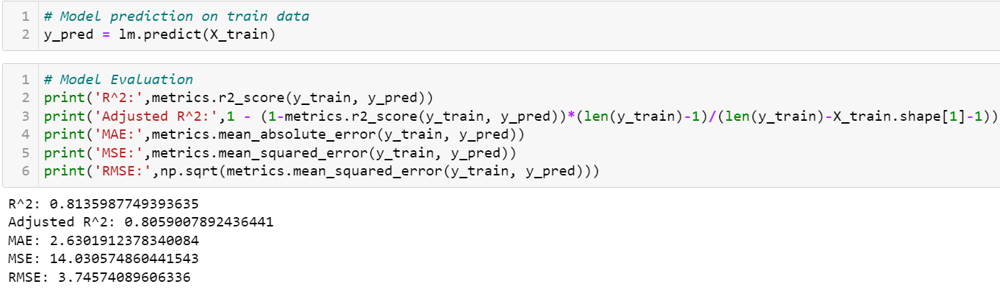 1 # Model prediction on train data
2 y_pred = lm.predict(X_train)
1 # Model Evaluation
2 print('R^2:',metrics.r2_score(y_train, y_pred))
3 print('Adjusted R^2:',1 - (1-metrics.r2_score(y_train, y_pred))*(len(y_train)-1)/(len(y_train)-X_train.shape[1]-1))
4 print('MAE:',metrics.mean_absolute_error(y_train, y_pred))
5 print('MSE:',metrics.mean_squared_error(y_train, y_pred))
6 print('RMSE:',np.sqrt(metrics.mean_squared_error(y_train, y_pred)))
R^2: 0.8135987749393635
Adjusted R^2: 0.8059007892436441
MAE: 2.6301912378340084
MSE: 14.030574860441543
RMSE: 3.74574089606336